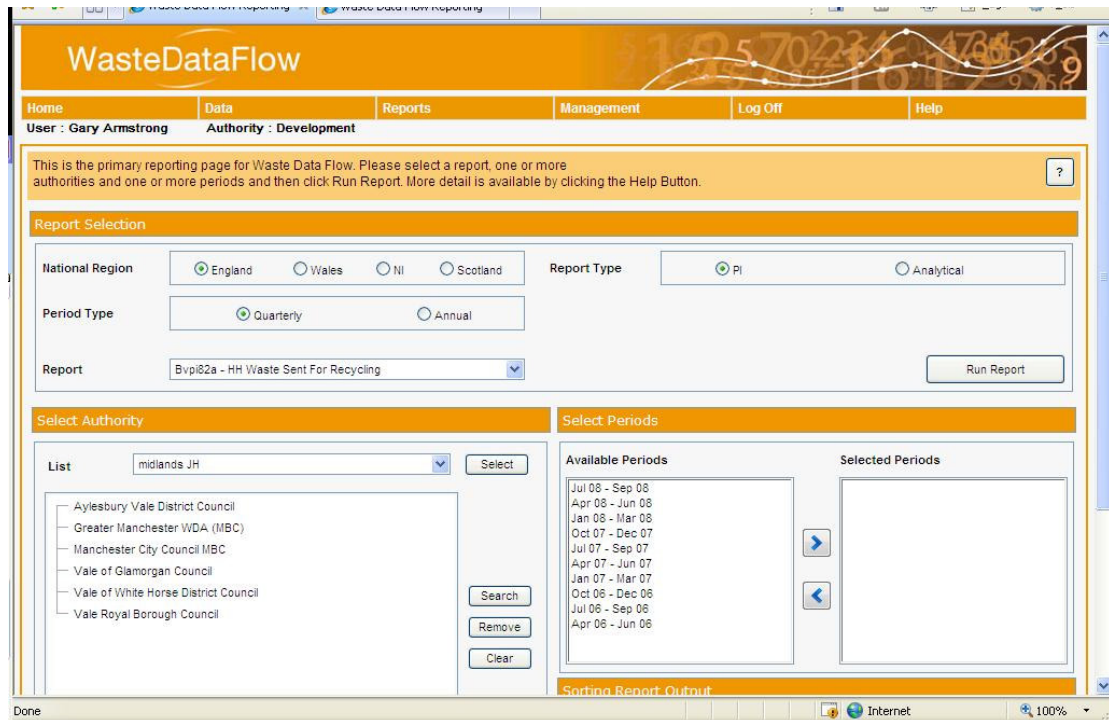 Waste Data Flow Reporting
Waste Data Flow Reporting
WasteDataFlow
Home Data Reports Management Log Off Help
User : Gary Armstrong Authority : Development
This is the primary reporting page for Waste Data Flow. Please select a report, one or more
authorities and one or more periods and then click Run Report. More detail is available by clicking the Help Button.
?
Report Selection
National Region England Wales NI Scotland Report Type PI Analytical
Period Type Quarterly Annual
Report Bvpi82a - HH Waste Sent For Recycling Run Report
Select Authority Select Periods
List midlands JH Select
Aylesbury Vale District Council
Greater Manchester WDA (MBC)
Manchester City Council MBC
Vale of Glamorgan Council
Vale of White Horse District Council
Vale Royal Borough Council
Search
Remove
Clear
Available Periods Selected Periods
Jul 08 - Sep 08
Apr 08 - Jun 08
Jan 08 - Mar 08
Oct 07 - Dec 07
Jul 07 - Sep 07
Apr 07 - Jun 07
Jan 07 - Mar 07
Oct 06 - Dec 06
Jul 06 - Sep 06
Apr 06 - Jun 06
Sorting Report Output
Done Internet 100%